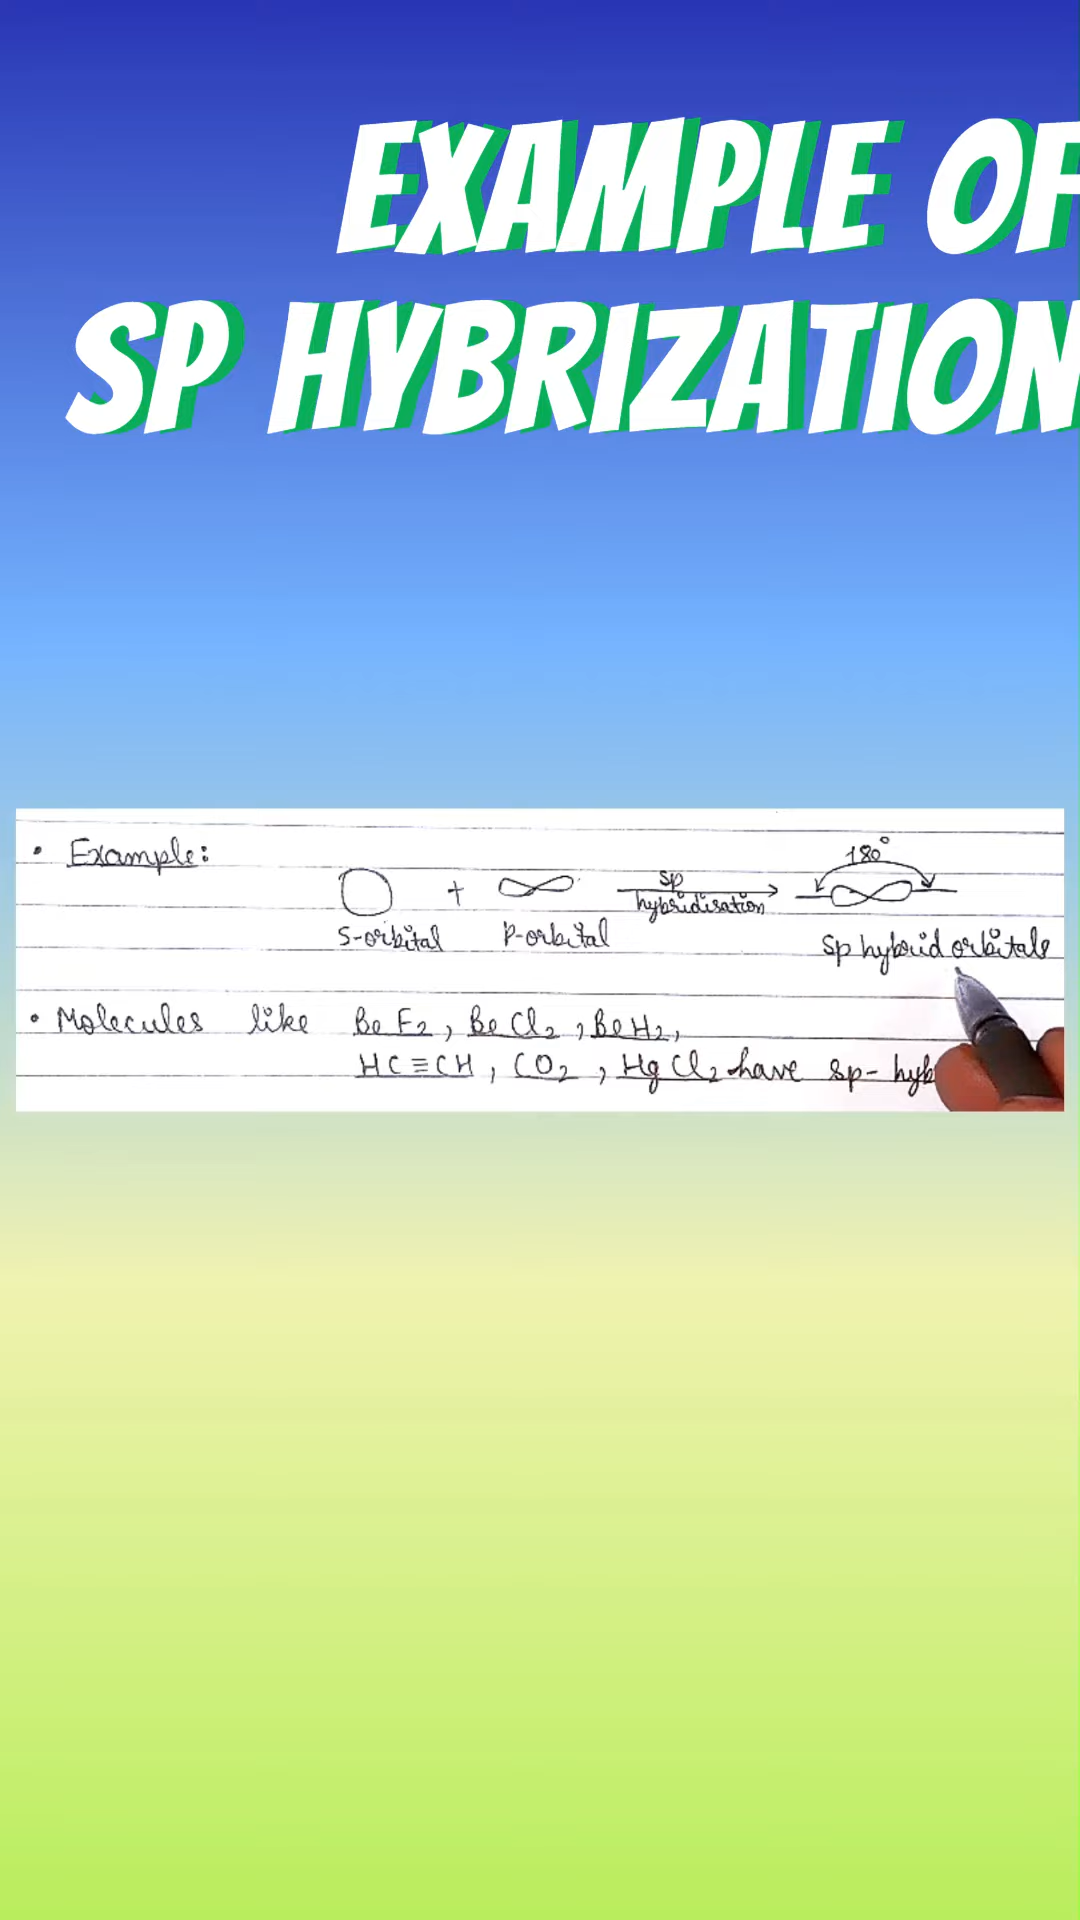 EXAMPLE OF
SP HYBRIZATION
• Example:
180°
+
sp
hybridisation
S-orbital
P-orbital
Sp hybrid orbitals
• Molecules like BeF₂, BeCl₂, BeH₂,
HC≡CH, CO₂, HgCl₂ have sp-